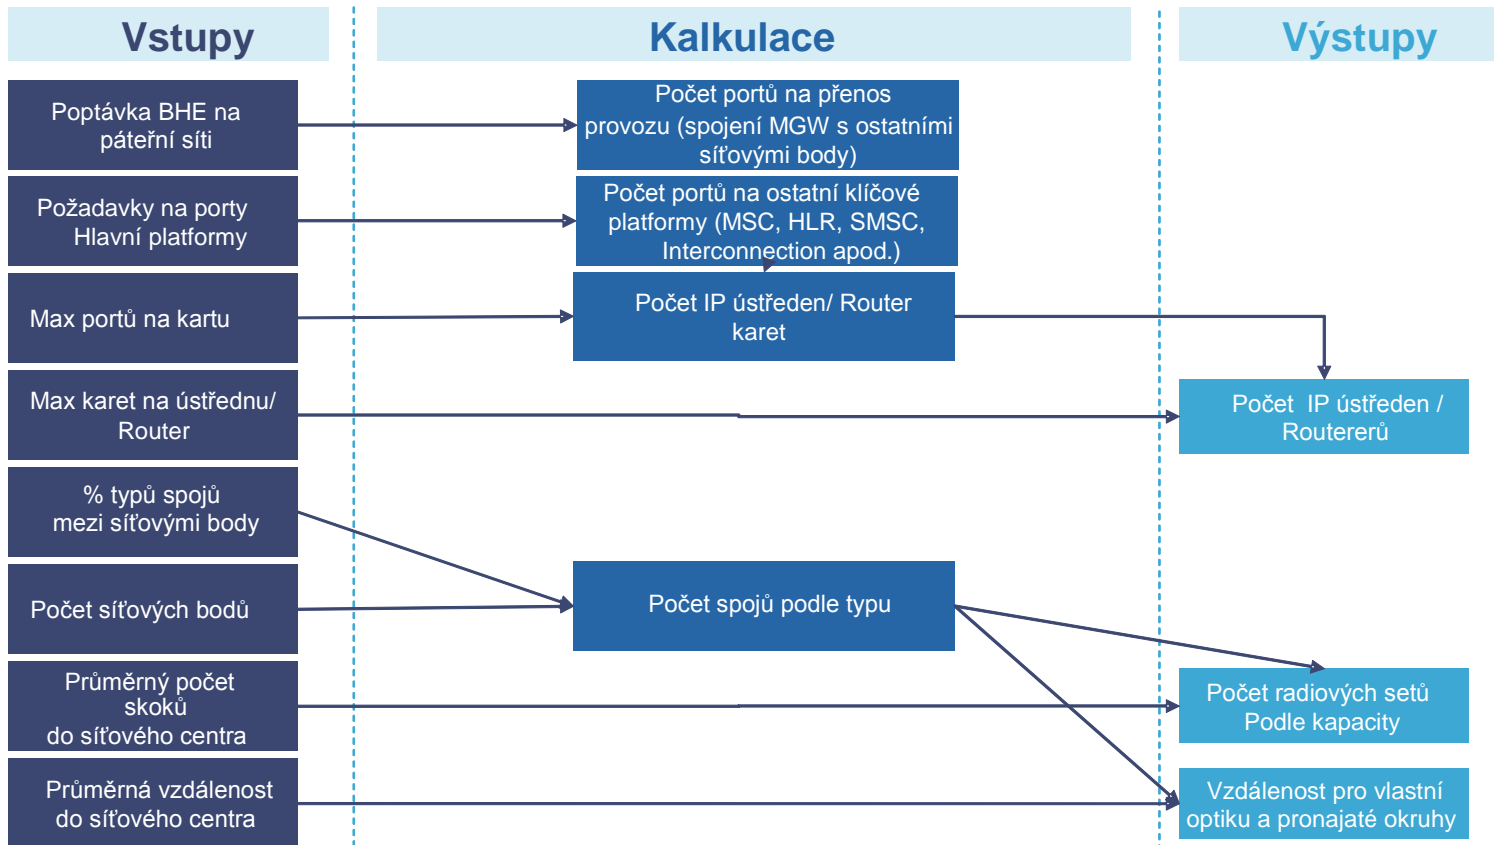 Vstupy
Kalkulace
Výstupy
Poptávka BHE na
páteřní síti
Požadavky na porty
Hlavní platformy
Max portů na kartu
Max karet na ústřednu/
Router
% typů spojů
mezi síťovými body
Počet síťových bodů
Průměrný počet
skoků
do síťového centra
Průměrná vzdálenost
do síťového centra
Počet portů na přenos
provozu (spojení MGW s ostatními
síťovými body)
Počet portů na ostatní klíčové
platformy (MSC, HLR, SMSC,
Interconnection apod.)
Počet IP ústředen/ Router
karet
Počet spojů podle typu
Počet IP ústředen /
Routererů
Počet radiových setů
Podle kapacity
Vzdálenost pro vlastní
optiku a pronajaté okruhy